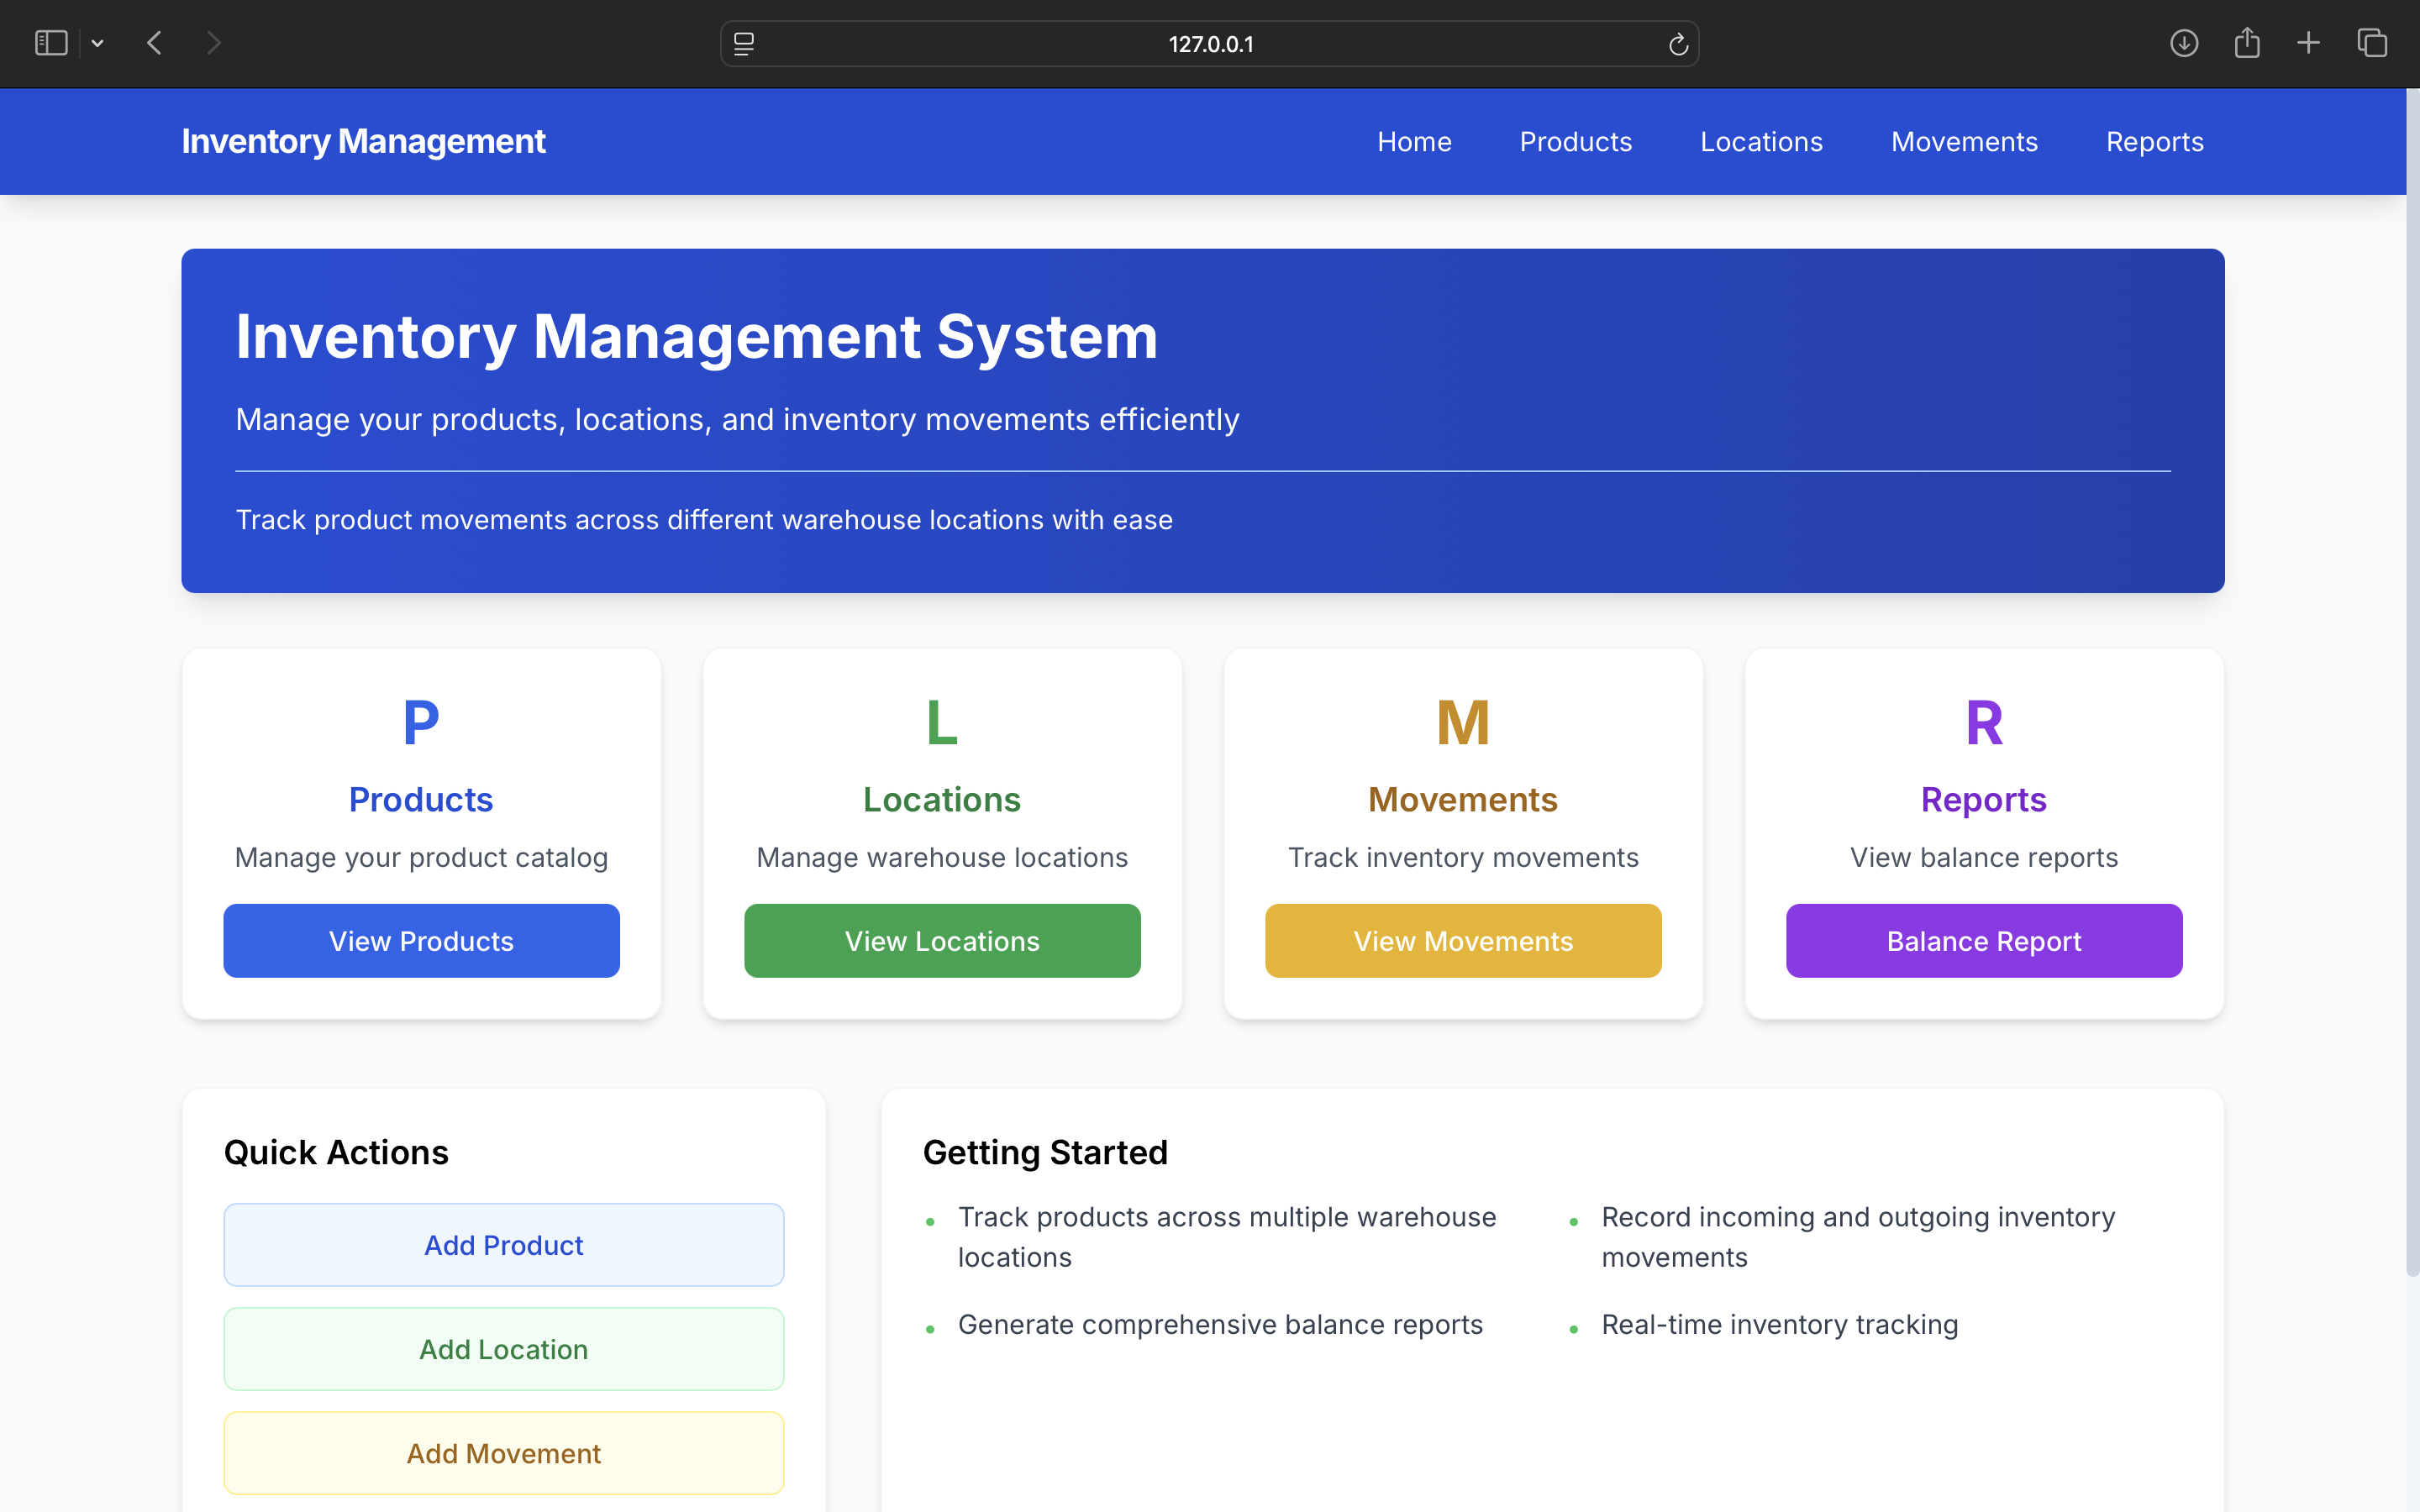 127.0.0.1
Inventory Management
Home Products Locations Movements Reports
Inventory Management System
Manage your products, locations, and inventory movements efficiently
Track product movements across different warehouse locations with ease
P
Products
Manage your product catalog
View Products
L
Locations
Manage warehouse locations
View Locations
M
Movements
Track inventory movements
View Movements
R
Reports
View balance reports
Balance Report
Quick Actions
Add Product
Add Location
Add Movement
Getting Started
Track products across multiple warehouse
locations
Record incoming and outgoing inventory
movements
Generate comprehensive balance reports
Real-time inventory tracking